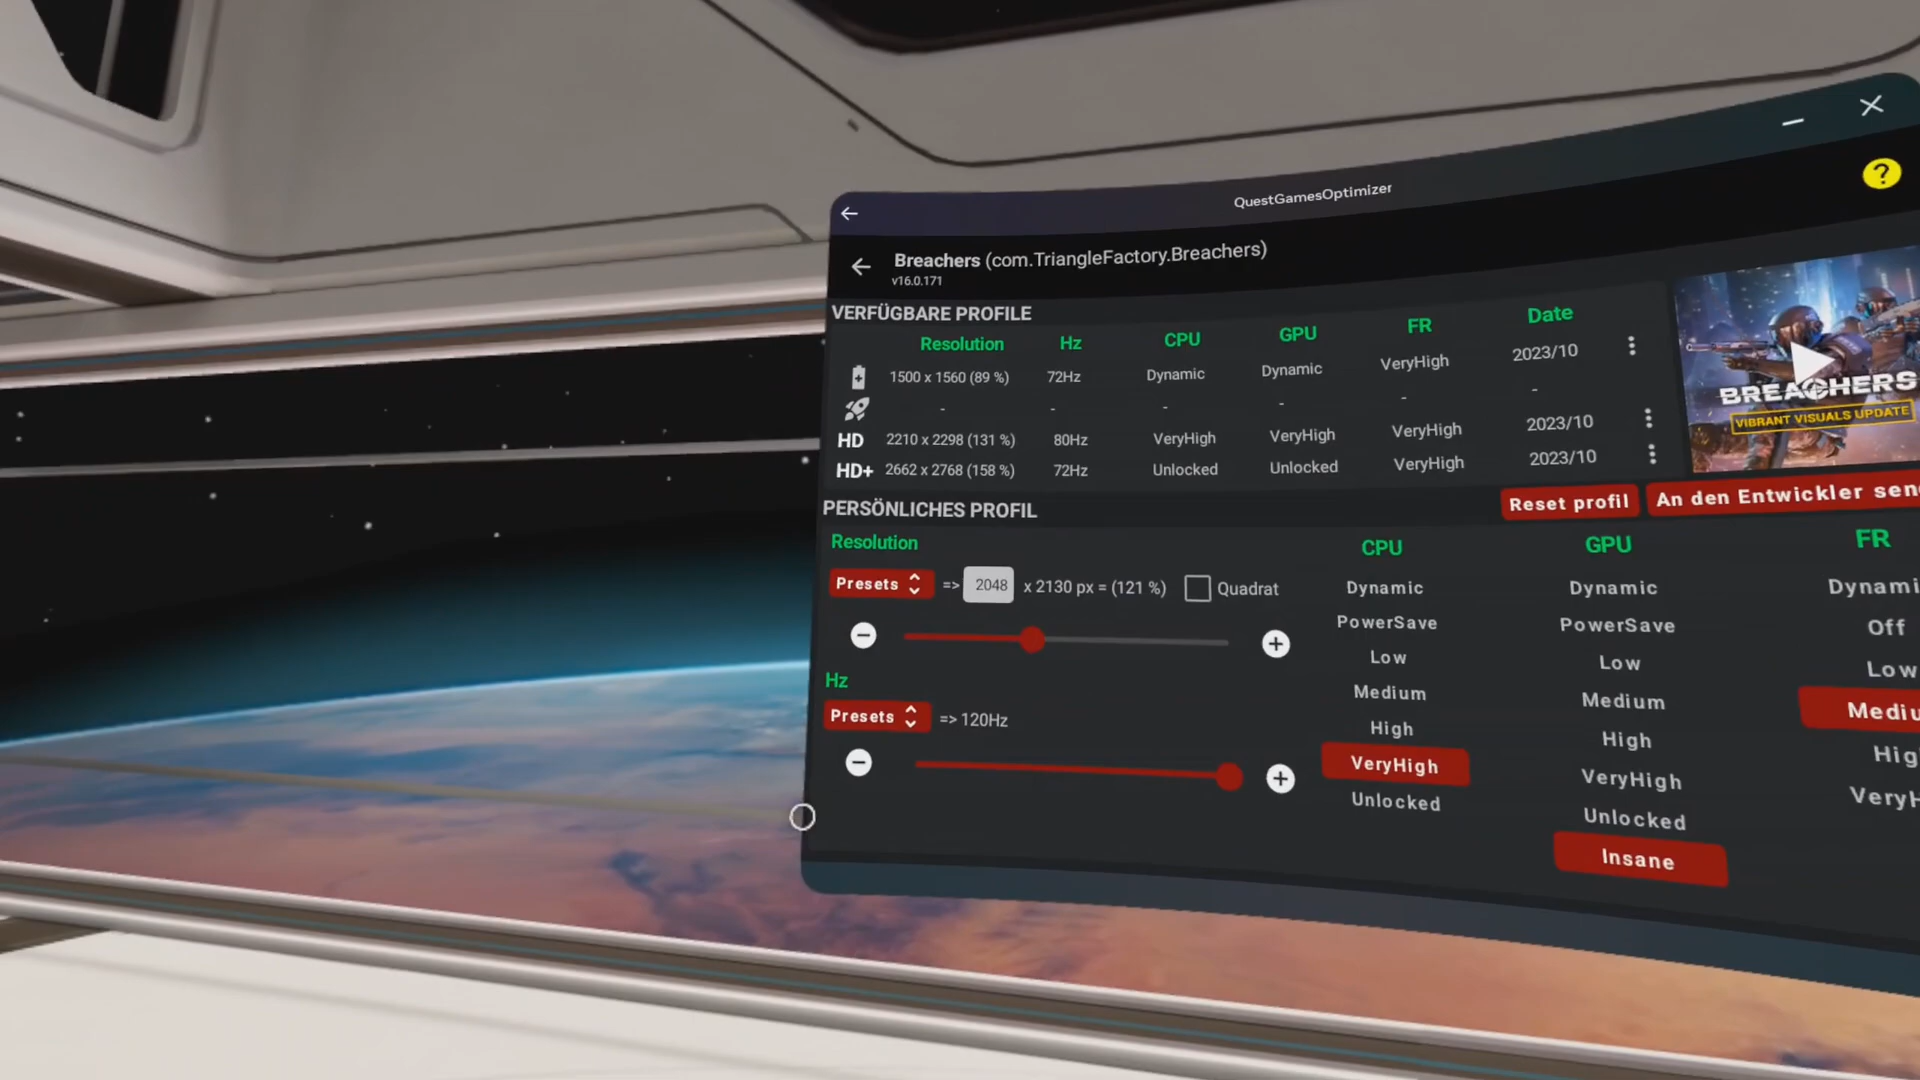 QuestGamesOptimizer
?
Breachers (com.TriangleFactory.Breachers)
v16.0.171
VERFÜGBARE PROFILE
Resolution Hz CPU GPU FR Date
1500 x 1560 (89 %) 72Hz Dynamic Dynamic VeryHigh 2023/10
- - - - - -
HD 2210 x 2298 (131 %) 80Hz VeryHigh VeryHigh VeryHigh 2023/10
HD+ 2662 x 2768 (158 %) 72Hz Unlocked Unlocked VeryHigh 2023/10
BREACHERS
VIBRANT VISUALS UPDATE
PERSÖNLICHES PROFIL
Reset profil
An den Entwickler sen
Resolution
Presets => 2048 x 2130 px = (121 %) Quadrat
Hz
Presets => 120Hz
CPU
Dynamic
PowerSave
Low
Medium
High
VeryHigh
Unlocked
GPU
Dynamic
PowerSave
Low
Medium
High
VeryHigh
Unlocked
Insane
FR
Dynami
Off
Low
Mediu
Hig
VeryH